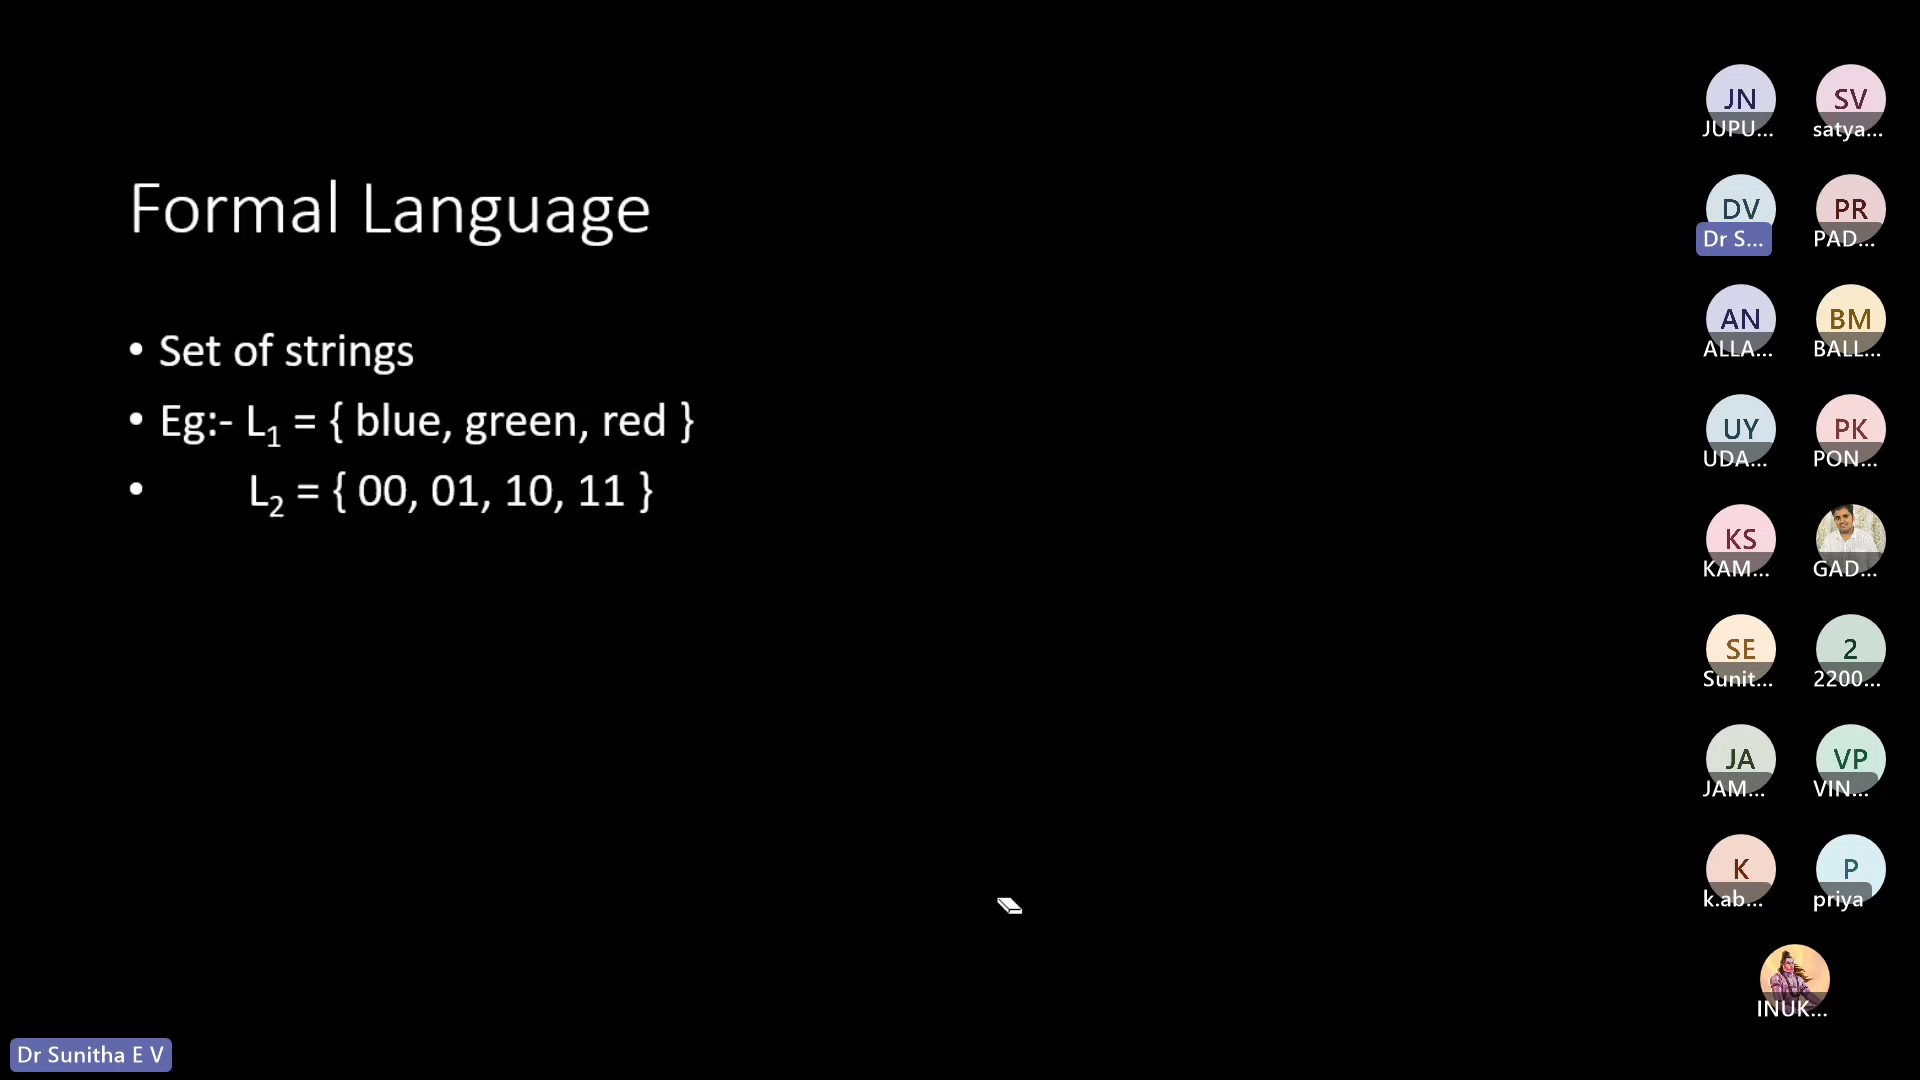 Formal Language
• Set of strings
• Eg:- L₁ = { blue, green, red }
• L₂ = { 00, 01, 10, 11 }
JN
JUPU...
SV
satya...
DV
Dr S...
PR
PAD...
AN
ALLA...
BM
BALL...
UY
UDA...
PK
PON...
KS
KAM...
GAD...
SE
Sunit...
2
2200...
JA
JAM...
VP
VIN...
K
k.ab...
P
priya
INUK...
Dr Sunitha E V